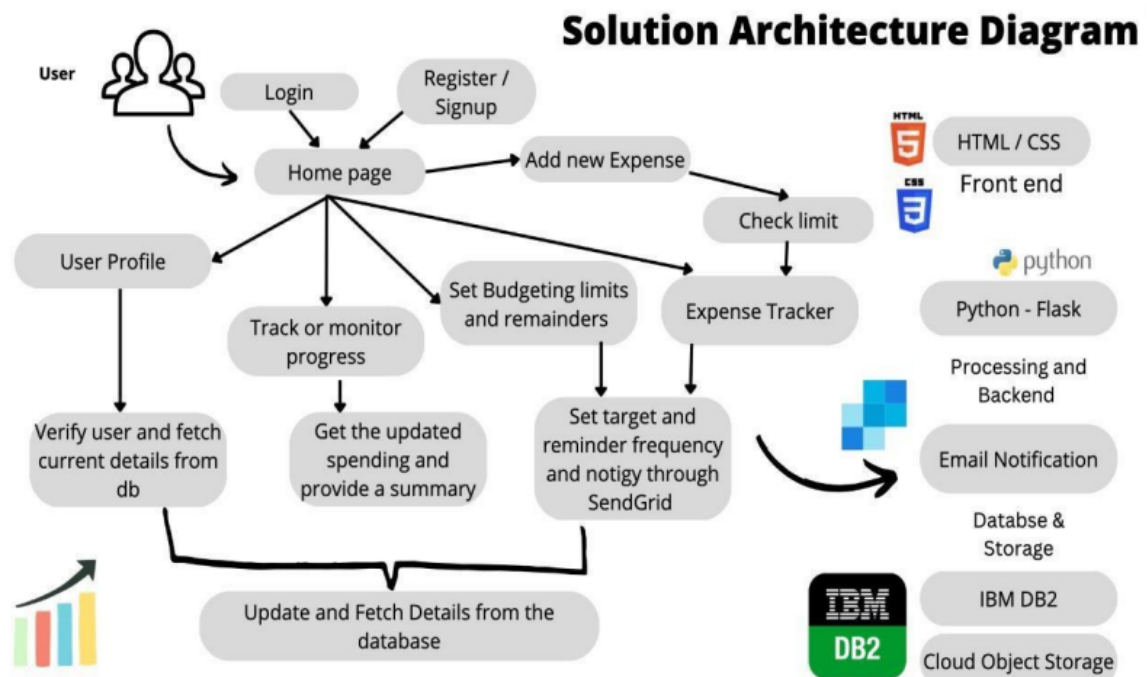 Solution Architecture Diagram
User
Login
Register /
Signup
Home page
Add new Expense
Check limit
User Profile
Track or monitor
progress
Set Budgeting limits
and remainders
Expense Tracker
Verify user and fetch
current details from
db
Get the updated
spending and
provide a summary
Set target and
reminder frequency
and notigy through
SendGrid
Update and Fetch Details from the
database
HTML
5
HTML / CSS
CSS
3
Front end
python
Python - Flask
Processing and
Backend
Email Notification
Databse &
Storage
IBM
DB2
IBM DB2
Cloud Object Storage